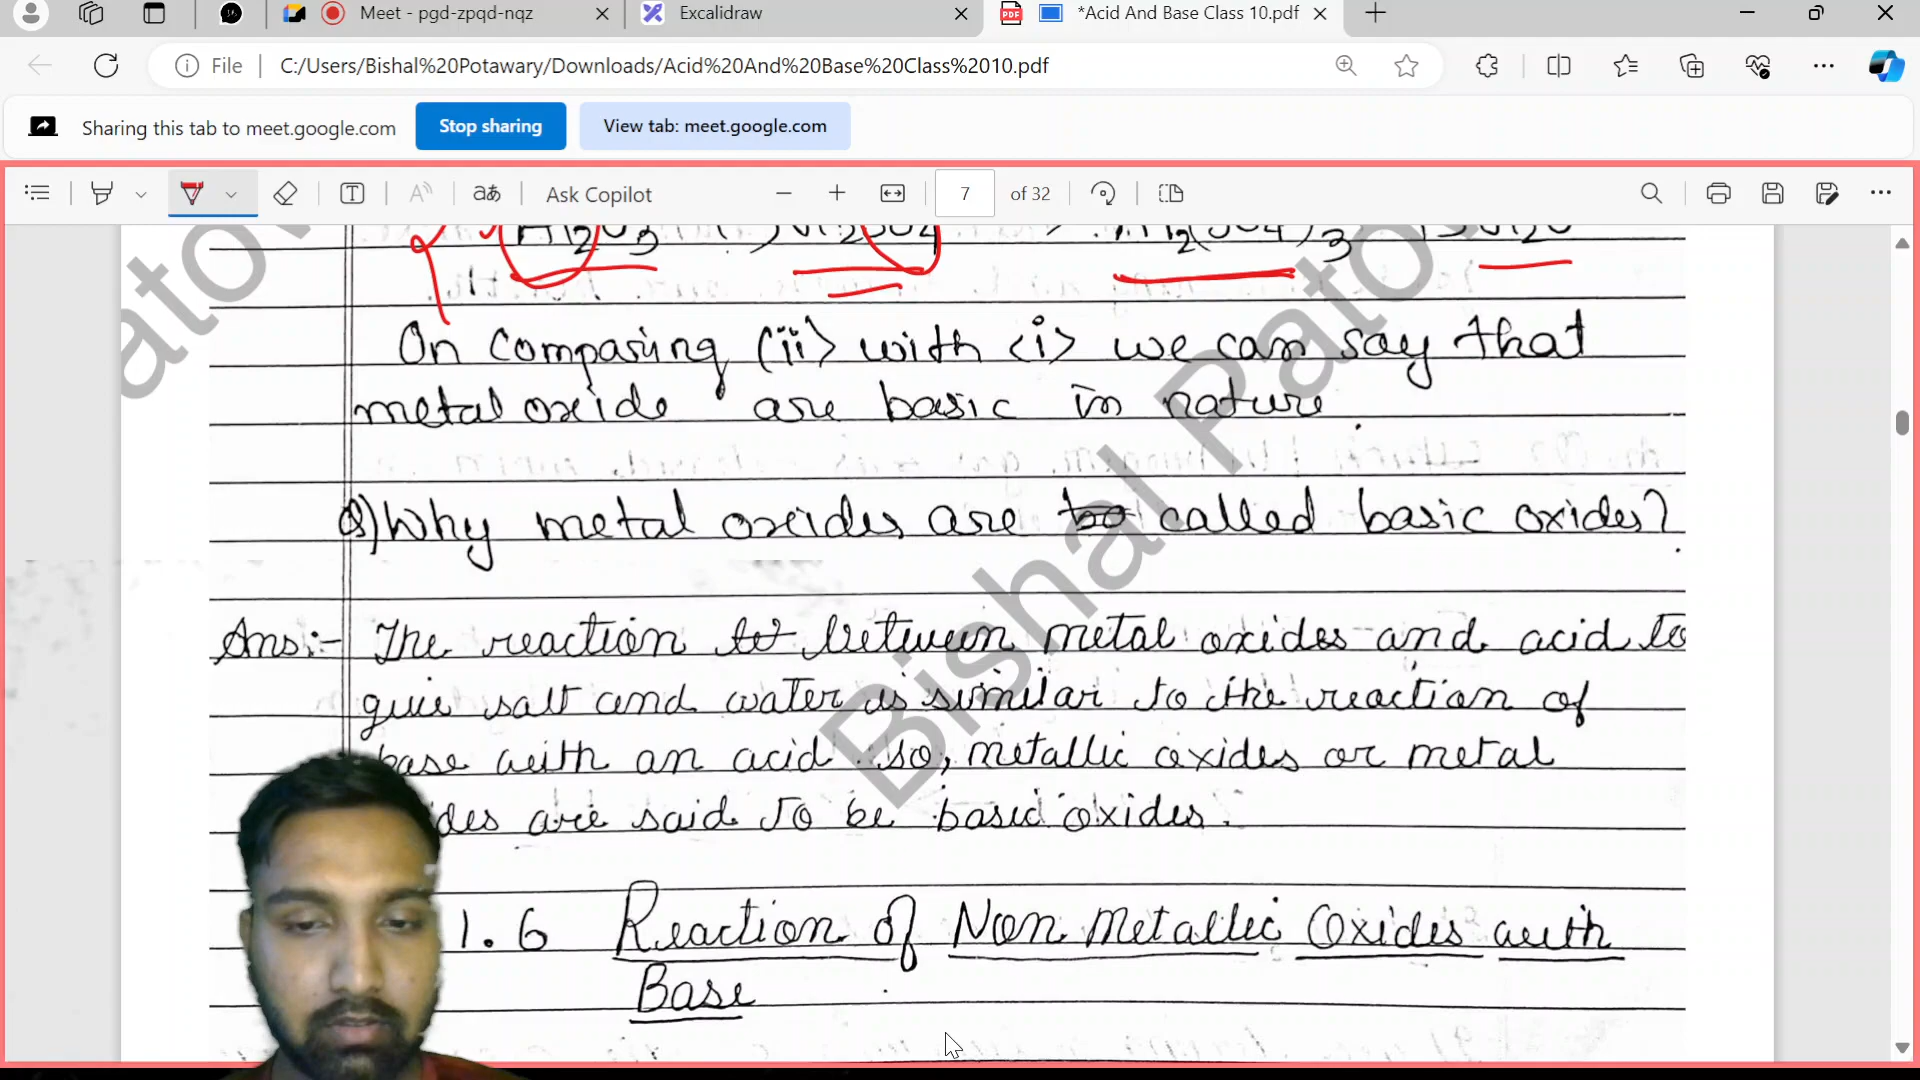 Meet - pgd-zpqd-nqz
Excalidraw
PDF
*Acid And Base Class 10.pdf
File
C:/Users/Bishal%20Potawary/Downloads/Acid%20And%20Base%20Class%2010.pdf
Sharing this tab to meet.google.com
Stop sharing
View tab: meet.google.com
Ask Copilot
7 of 32
On comparing (ii) with (i) we can say that
metal oxide are basic in nature.
Q) Why metal oxides are called basic oxides?
Ans:- The reaction between metal oxides and acid to
give salt and water is similar to the reaction of
base with an acid. So, metallic oxides or metal
des are said to be basic oxides.
1.6 Reaction of Non Metallic Oxides with
Base
Bishal Pato